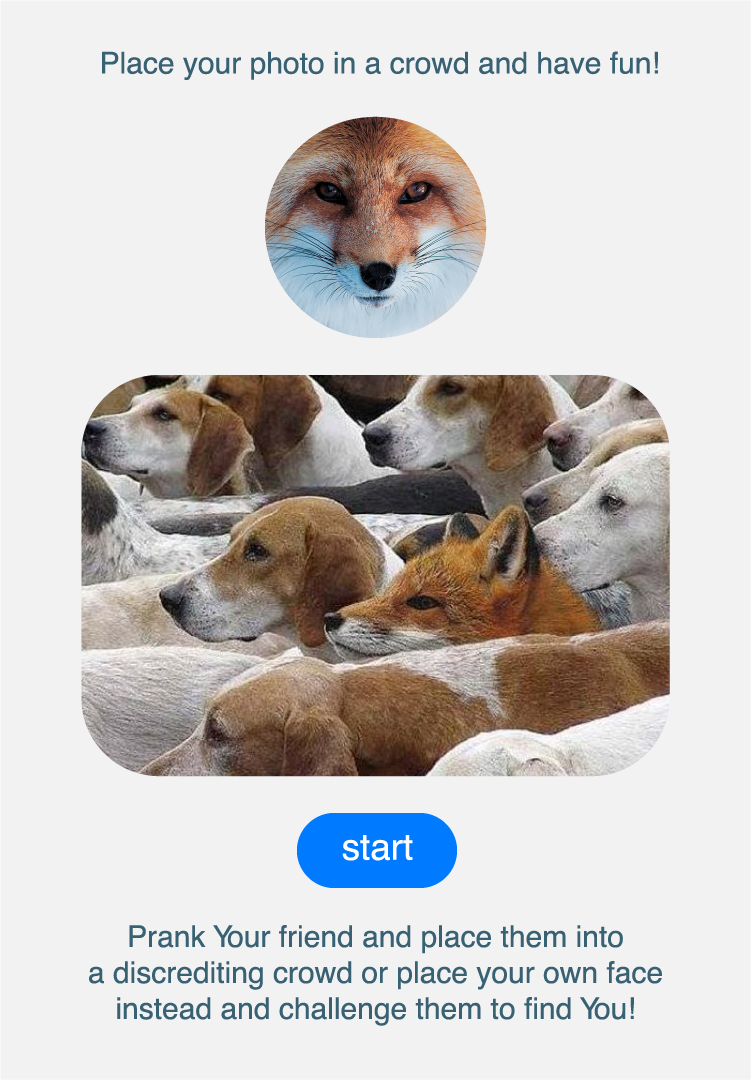 Place your photo in a crowd and have fun!
start
Prank Your friend and place them into
a discrediting crowd or place your own face
instead and challenge them to find You!